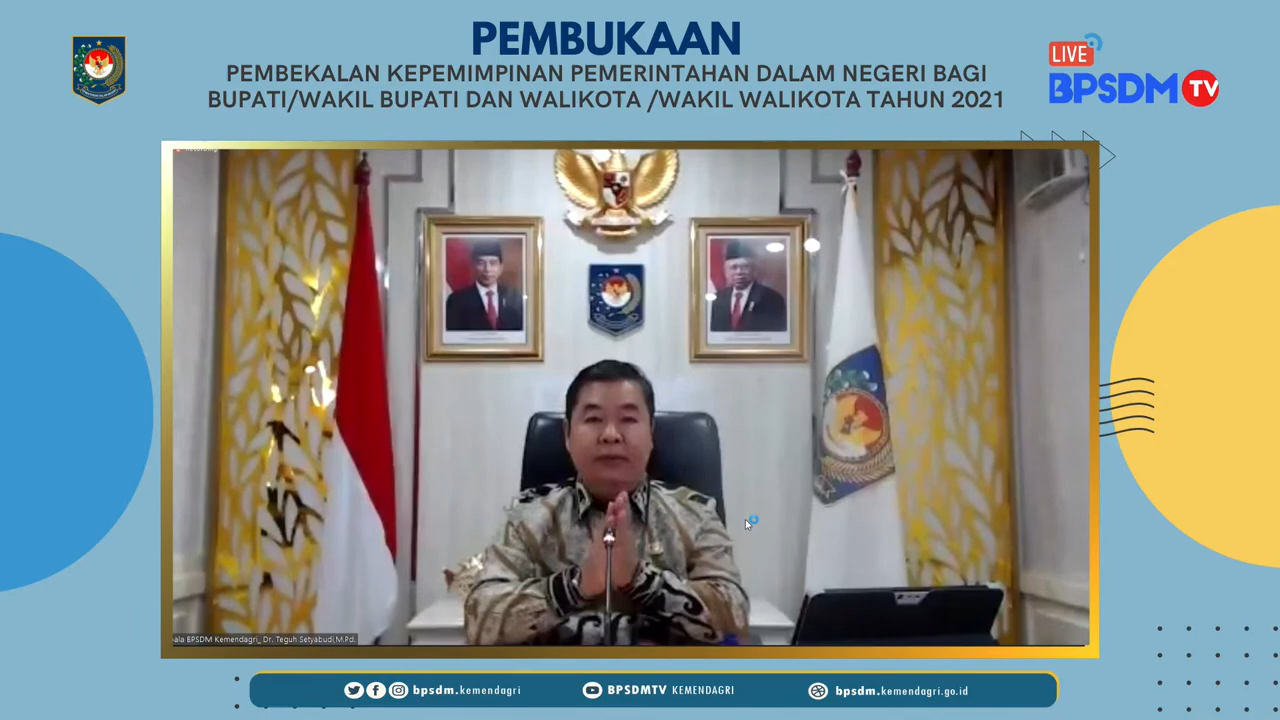 PEMBUKAAN
PEMBEKALAN KEPEMIMPINAN PEMERINTAHAN DALAM NEGERI BAGI
BUPATI/WAKIL BUPATI DAN WALIKOTA /WAKIL WALIKOTA TAHUN 2021
LIVE
BPSDM TV
Recording
ala BPSDM Kemendagri_ Dr. Teguh Setyabudi,M.Pd.
bpsdm.kemendagri
BPSDMTV KEMENDAGRI
bpsdm.kemendagri.go.id